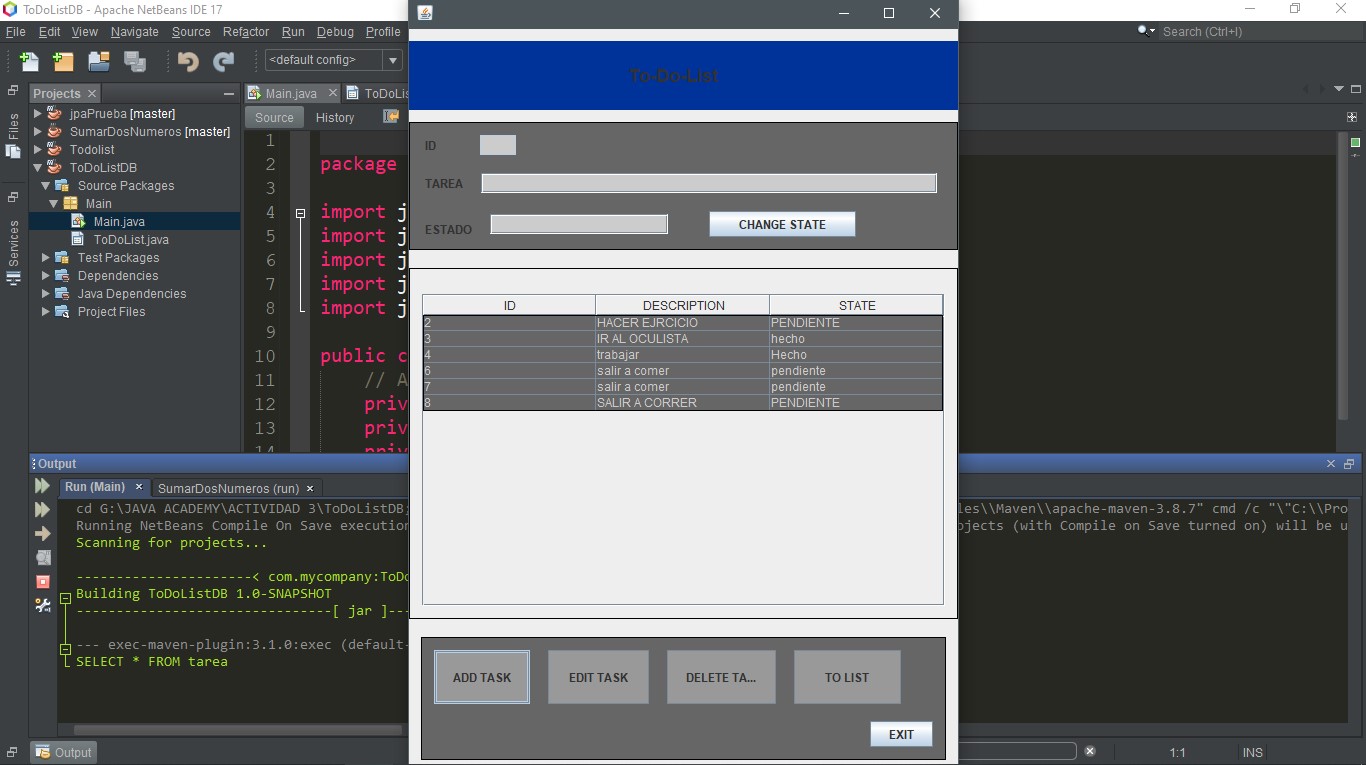 ToDoListDB - Apache NetBeans IDE 17
File Edit View Navigate Source Refactor Run Debug Profile
Search (Ctrl+I)
<default config>
Projects
Main.java
ToDoLis
Source History
Files
Services
jpaPrueba [master]
SumarDosNumeros [master]
Todolist
ToDoListDB
Source Packages
Main
Main.java
ToDoList.java
Test Packages
Dependencies
Java Dependencies
Project Files
1
2 package
3
4 import j
5 import j
6 import j
7 import j
8 import j
9
10 public c
11 // A
12 priv
13 priv
14 priv
To-Do-List
ID
TAREA
ESTADO
CHANGE STATE
ID DESCRIPTION STATE
2 HACER EJRCICIO PENDIENTE
3 IR AL OCULISTA hecho
4 trabajar Hecho
6 salir a comer pendiente
7 salir a comer pendiente
8 SALIR A CORRER PENDIENTE
ADD TASK EDIT TASK DELETE TA... TO LIST
EXIT
Output
Run (Main) SumarDosNumeros (run)
cd G:\JAVA ACADEMY\ACTIVIDAD 3\ToDoListDB; les\\Maven\\apache-maven-3.8.7" cmd /c "\"C:\\Pro
Running NetBeans Compile On Save execution ojects (with Compile on Save turned on) will be u
Scanning for projects...
----------------------< com.mycompany:ToDo
Building ToDoListDB 1.0-SNAPSHOT
--------------------------------[ jar ]--
--- exec-maven-plugin:3.1.0:exec (default-
SELECT * FROM tarea
Output
1:1 INS